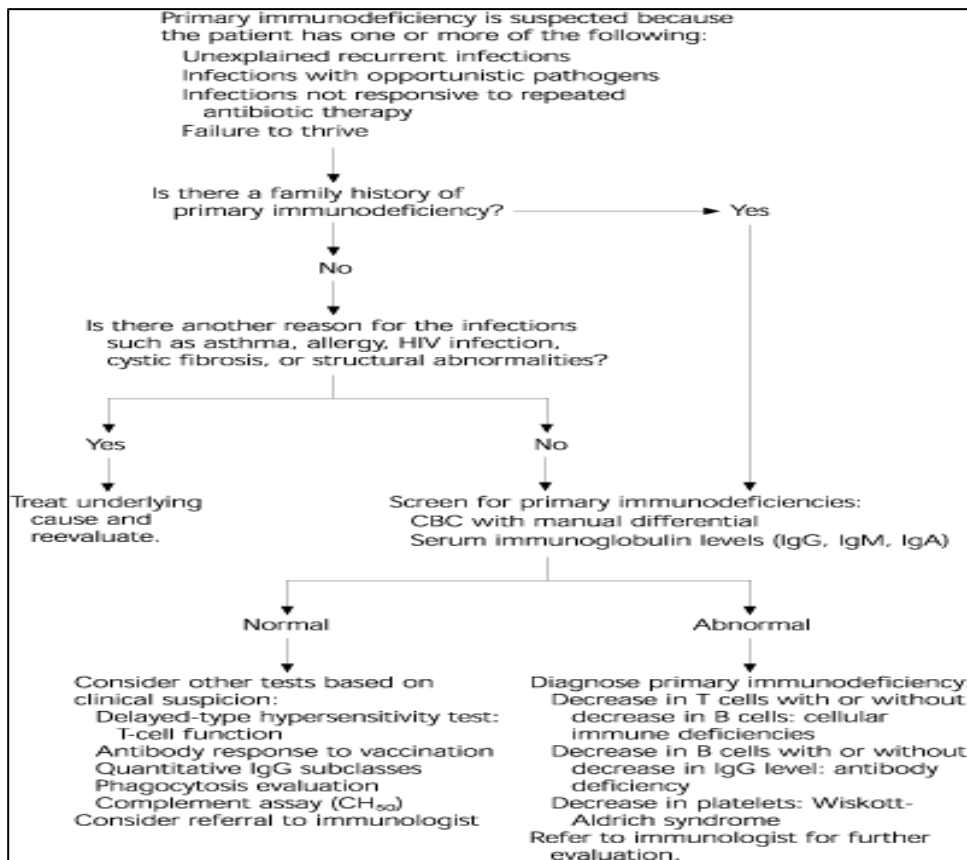 Primary immunodeficiency is suspected because
the patient has one or more of the following:
Unexplained recurrent infections
Infections with opportunistic pathogens
Infections not responsive to repeated
antibiotic therapy
Failure to thrive
Is there a family history of
primary immunodeficiency?
Yes
No
Is there another reason for the infections
such as asthma, allergy, HIV infection,
cystic fibrosis, or structural abnormalities?
Yes
No
Treat underlying
cause and
reevaluate.
Screen for primary immunodeficiencies:
CBC with manual differential
Serum immunoglobulin levels (IgG, IgM, IgA)
Normal
Abnormal
Consider other tests based on
clinical suspicion:
Delayed-type hypersensitivity test:
T-cell function
Antibody response to vaccination
Quantitative IgG subclasses
Phagocytosis evaluation
Complement assay (CH₅₀)
Consider referral to immunologist
Diagnose primary immunodeficiency:
Decrease in T cells with or without
decrease in B cells: cellular
immune deficiencies
Decrease in B cells with or without
decrease in IgG level: antibody
deficiency
Decrease in platelets: Wiskott-
Aldrich syndrome
Refer to immunologist for further
evaluation.